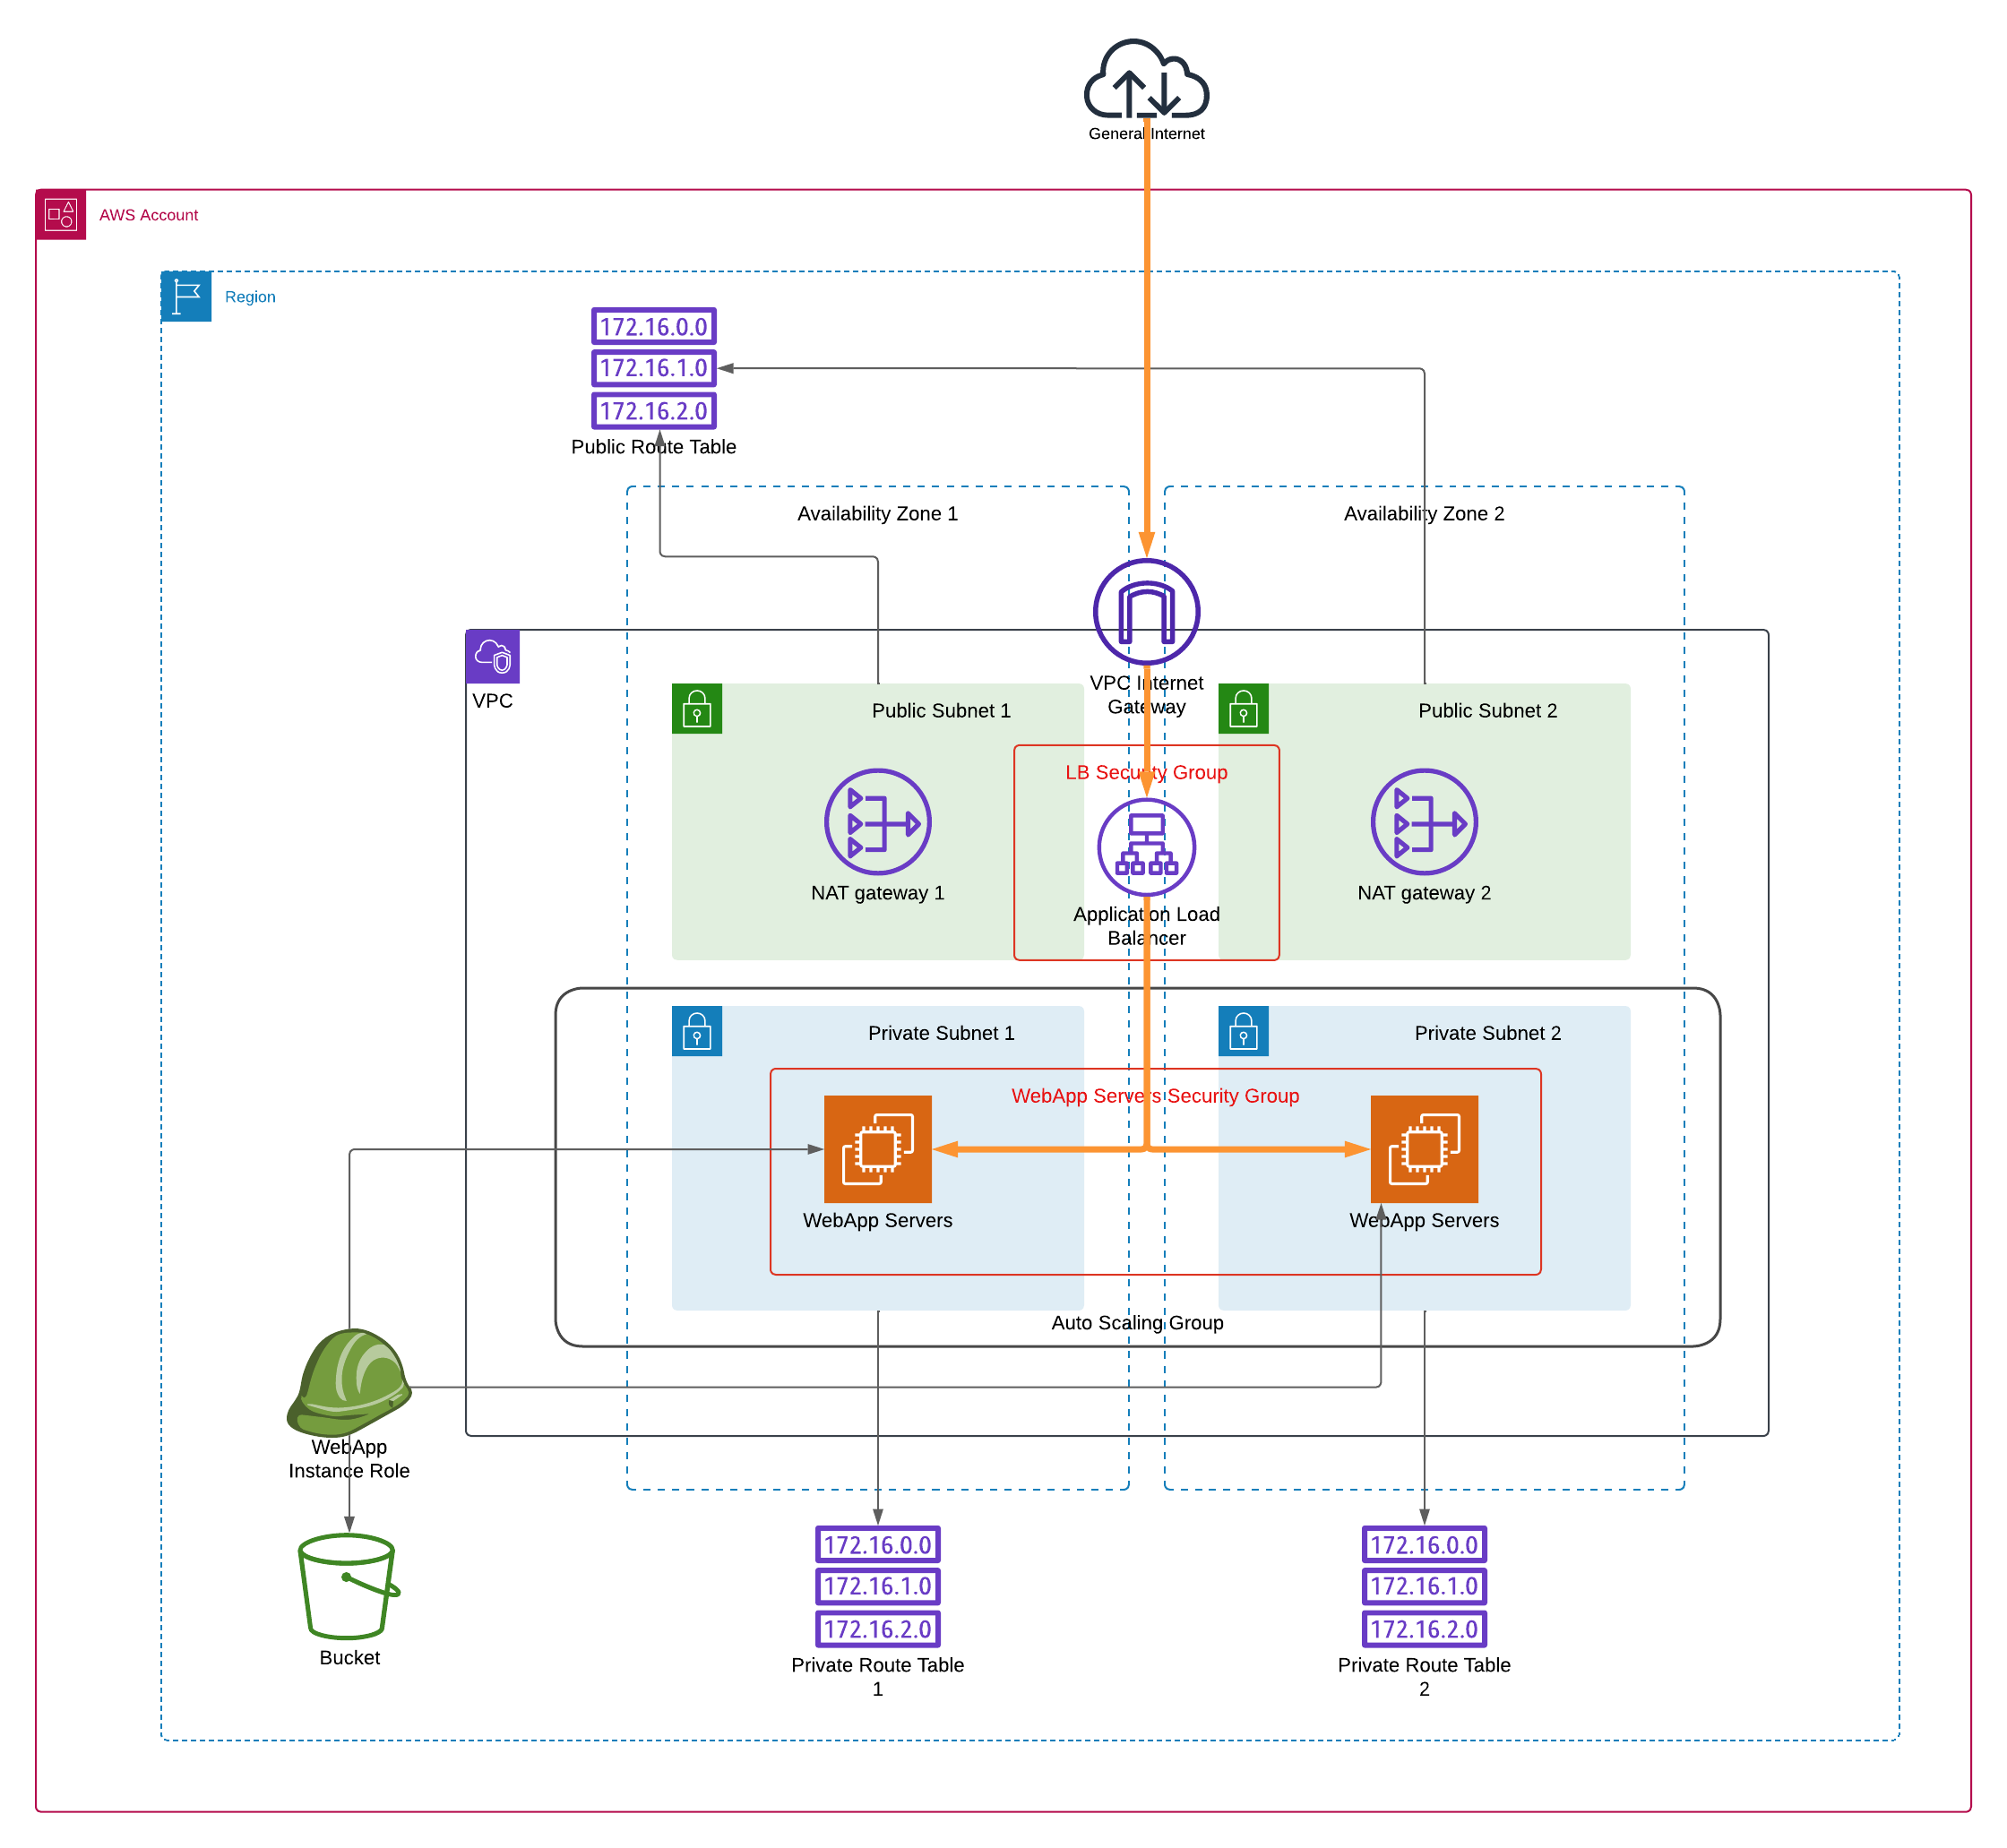 General Internet
AWS Account
Region
172.16.0.0
172.16.1.0
172.16.2.0
Public Route Table
Availability Zone 1
Availability Zone 2
VPC
VPC Internet
Gateway
Public Subnet 1
Public Subnet 2
LB Security Group
NAT gateway 1
NAT gateway 2
Application Load
Balancer
Private Subnet 1
Private Subnet 2
WebApp Servers Security Group
WebApp Servers
WebApp Servers
Auto Scaling Group
WebApp
Instance Role
Bucket
172.16.0.0
172.16.1.0
172.16.2.0
Private Route Table
1
172.16.0.0
172.16.1.0
172.16.2.0
Private Route Table
2